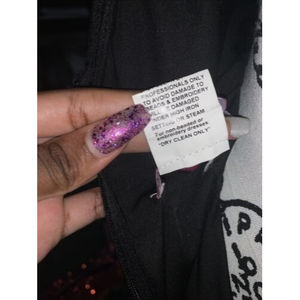 PROFESSIONALS ONLY
TO AVOID DAMAGE TO
BEADS & EMBROIDERY
DAMAGED
UNDER HIGH IRON
SETTING OR STEAM
For non-beaded or
embroidery dresses
"DRY CLEAN ONLY"